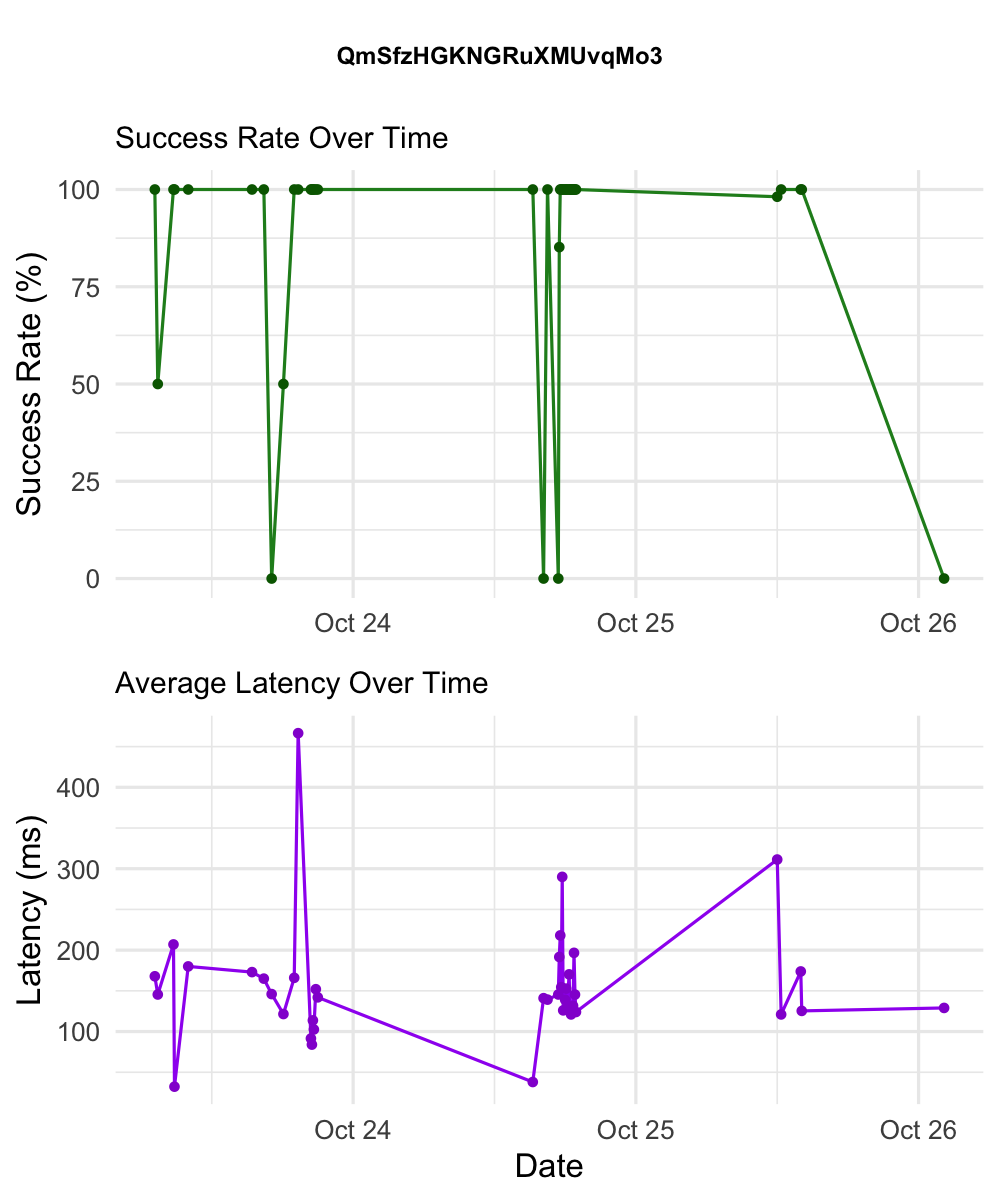 QmSfzHGKNGRuXMUvqMo3
Success Rate Over Time
Success Rate (%)
100
75
50
25
0
Oct 24 Oct 25 Oct 26
Average Latency Over Time
Latency (ms)
400
300
200
100
Oct 24 Oct 25 Oct 26
Date